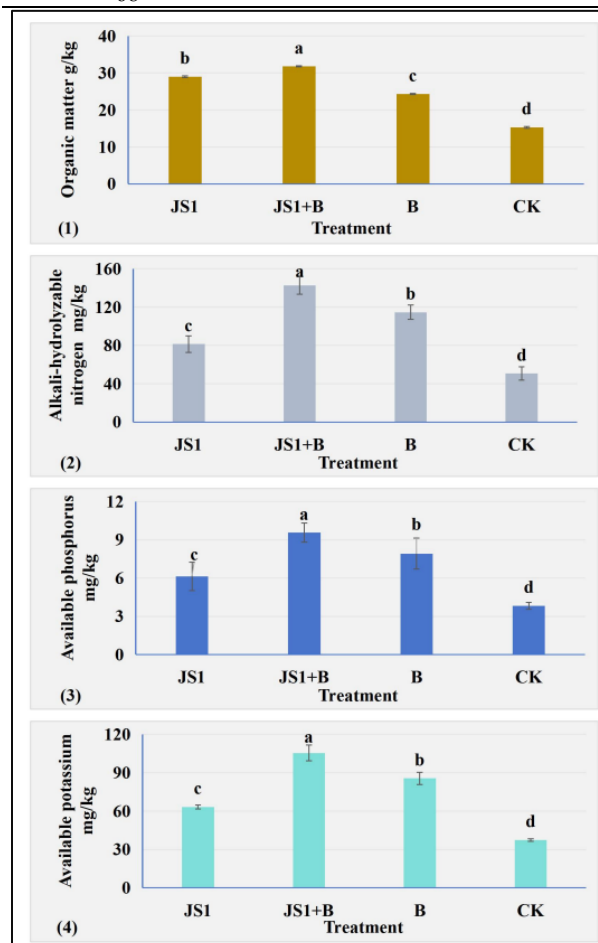 Organic matter g/kg
40
30
20
10
0
b
a
c
d
JS1 JS1+B B CK
(1) Treatment
Alkali-hydrolyzable
nitrogen mg/kg
160
120
80
40
0
c
a
b
d
JS1 JS1+B B CK
(2) Treatment
Available phosphorus
mg/kg
12
9
6
3
0
c
a
b
d
JS1 JS1+B B CK
(3) Treatment
Available potassium
mg/kg
120
90
60
30
0
c
a
b
d
JS1 JS1+B B CK
(4) Treatment